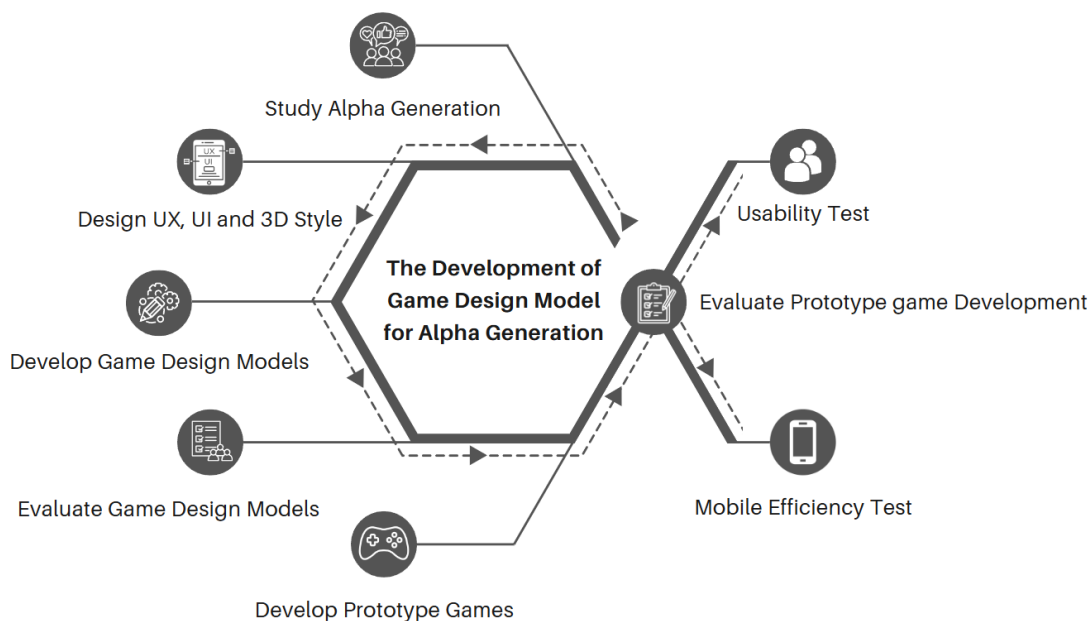 Study Alpha Generation
UX
UI
Design UX, UI and 3D Style
Usability Test
The Development of
Game Design Model
for Alpha Generation
Evaluate Prototype game Development
Develop Game Design Models
Evaluate Game Design Models
Mobile Efficiency Test
Develop Prototype Games